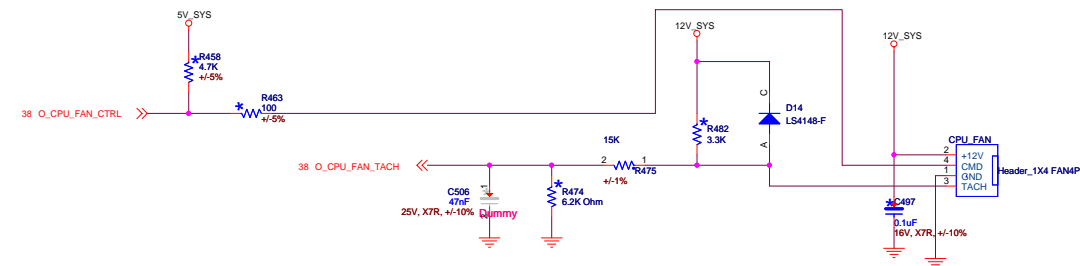 5V_SYS
R458
4.7K
+/-5%
38 O_CPU_FAN_CTRL
R463
100
+/-5%
12V_SYS
C
D14
LS4148-F
A
R482
3.3K
12V_SYS
CPU_FAN
2 +12V
4 CMD
1 GND
3 TACH
Header_1X4 FAN4P
38 O_CPU_FAN_TACH
15K
2 1
R475
+/-1%
C506
47nF
25V, X7R, +/-10%
1
2
Dummy
R474
6.2K Ohm
C497
0.1uF
16V, X7R, +/-10%